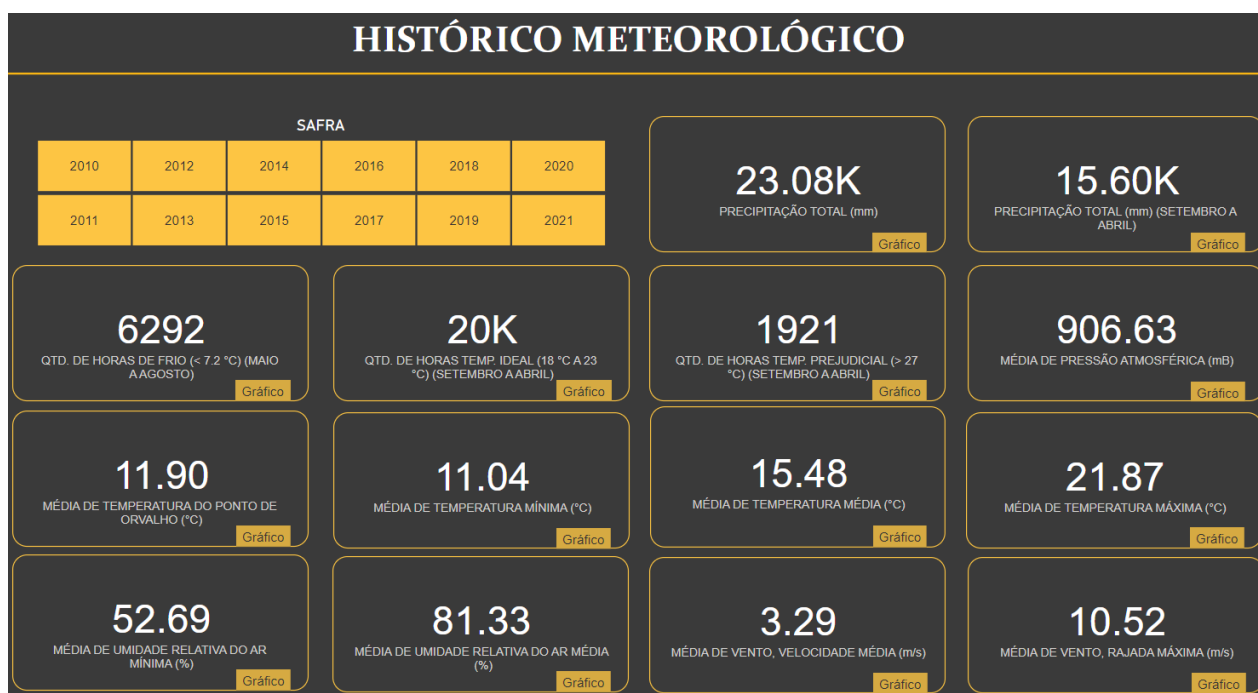 HISTÓRICO METEOROLÓGICO
SAFRA
2010 2012 2014 2016 2018 2020
2011 2013 2015 2017 2019 2021
23.08K
PRECIPITAÇÃO TOTAL (mm)
Gráfico
15.60K
PRECIPITAÇÃO TOTAL (mm) (SETEMBRO A
ABRIL)
Gráfico
6292
QTD. DE HORAS DE FRIO (< 7.2 °C) (MAIO
A AGOSTO)
Gráfico
20K
QTD. DE HORAS TEMP. IDEAL (18 °C A 23
°C) (SETEMBRO A ABRIL)
Gráfico
1921
QTD. DE HORAS TEMP. PREJUDICIAL (> 27
°C) (SETEMBRO A ABRIL)
Gráfico
906.63
MÉDIA DE PRESSÃO ATMOSFÉRICA (mB)
Gráfico
11.90
MÉDIA DE TEMPERATURA DO PONTO DE
ORVALHO (°C)
Gráfico
11.04
MÉDIA DE TEMPERATURA MÍNIMA (°C)
Gráfico
15.48
MÉDIA DE TEMPERATURA MÉDIA (°C)
Gráfico
21.87
MÉDIA DE TEMPERATURA MÁXIMA (°C)
Gráfico
52.69
MÉDIA DE UMIDADE RELATIVA DO AR
MÍNIMA (%)
Gráfico
81.33
MÉDIA DE UMIDADE RELATIVA DO AR MÉDIA
(%)
Gráfico
3.29
MÉDIA DE VENTO, VELOCIDADE MÉDIA (m/s)
Gráfico
10.52
MÉDIA DE VENTO, RAJADA MÁXIMA (m/s)
Gráfico